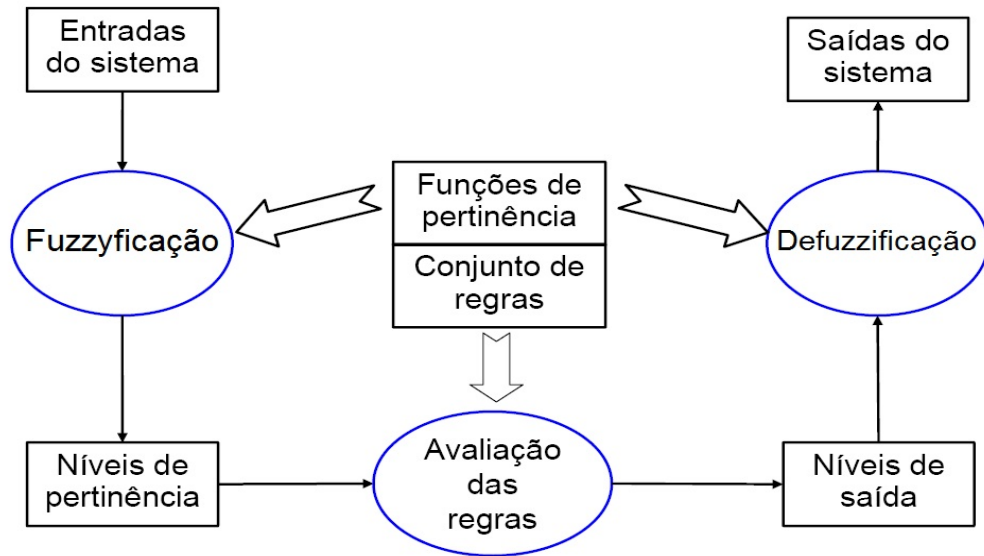 Entradas
do sistema
Saídas do
sistema
Funções de
pertinência
Fuzzyficação
Defuzzificação
Conjunto de
regras
Níveis de
pertinência
Avaliação
das
regras
Níveis de
saída